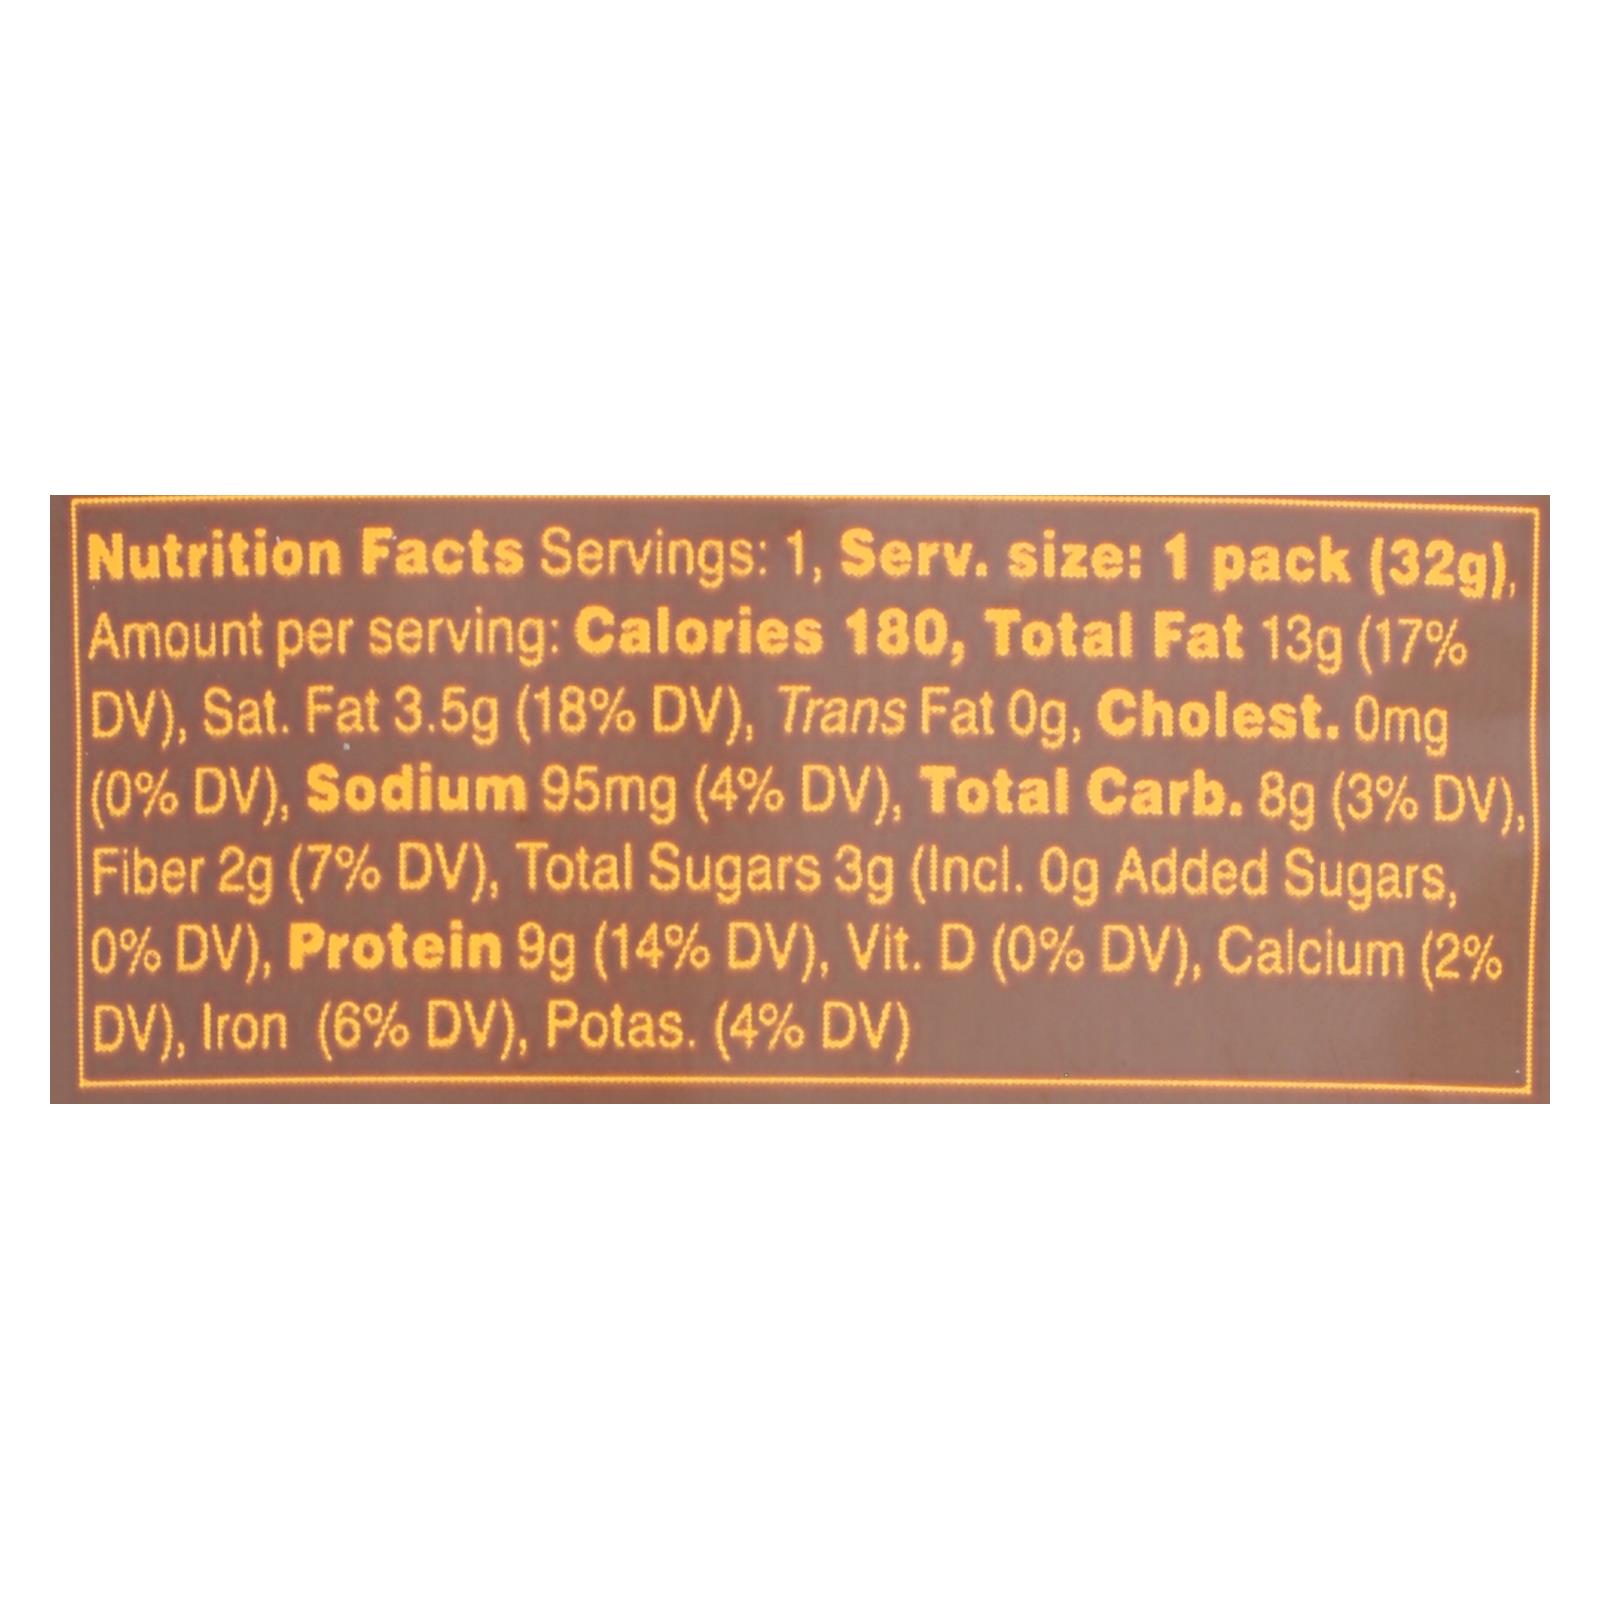 Nutrition Facts Servings: 1, Serv. size: 1 pack (32g),
Amount per serving: Calories 180, Total Fat 13g (17%
DV), Sat. Fat 3.5g (18% DV), Trans Fat 0g, Cholest. 0mg
(0% DV), Sodium 95mg (4% DV), Total Carb. 8g (3% DV),
Fiber 2g (7% DV), Total Sugars 3g (Incl. 0g Added Sugars,
0% DV), Protein 9g (14% DV), Vit. D (0% DV), Calcium (2%
DV), Iron (6% DV), Potas. (4% DV)